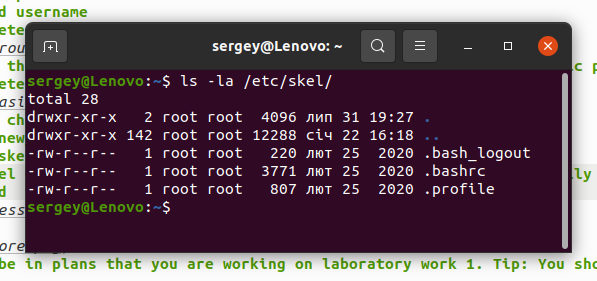 d username
ete
sergey@Lenovo: ~
rou
th
c p
ete
sergey@Lenovo:~$ ls -la /etc/skel/
asi
total 28
ch
drwxr-xr-x 2 root root 4096 лип 31 19:27 .
new
drwxr-xr-x 142 root root 12288 січ 22 16:18 ..
ske
-rw-r--r-- 1 root root 220 лют 25 2020 .bash_logout
el
-rw-r--r-- 1 root root 3771 лют 25 2020 .bashrc
ly
d
-rw-r--r-- 1 root root 807 лют 25 2020 .profile
ess
sergey@Lenovo:~$
ore
be in plans that you are working on laboratory work 1. Tip: You sho